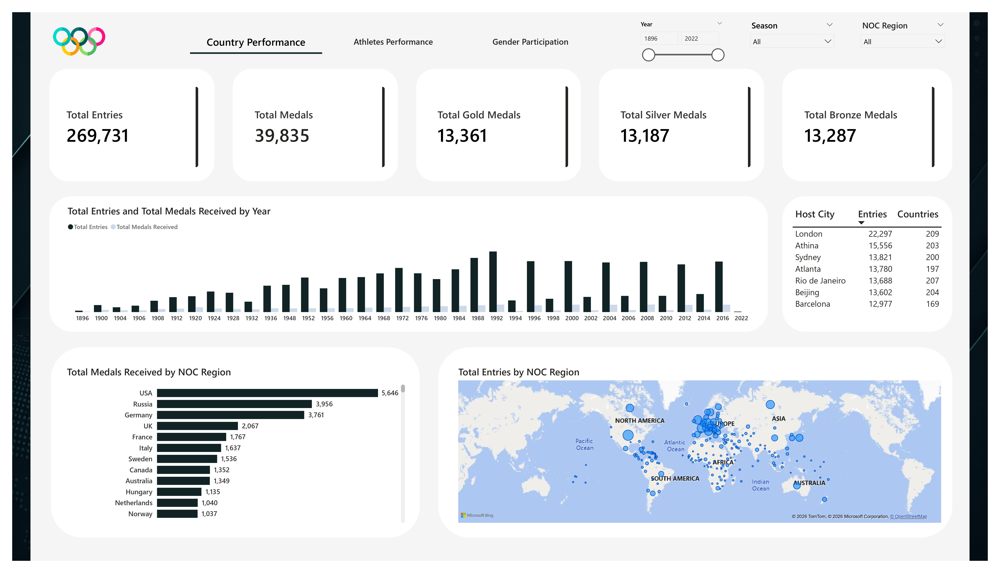 Country Performance
Athletes Performance
Gender Participation
Year
1896
2022
Season
All
NOC Region
All
Total Entries
269,731
Total Medals
39,835
Total Gold Medals
13,361
Total Silver Medals
13,187
Total Bronze Medals
13,287
Total Entries and Total Medals Received by Year
Total Entries Total Medals Received
1896 1900 1904 1906 1908 1912 1920 1924 1928 1932 1936 1948 1952 1956 1960 1964 1968 1972 1976 1980 1984 1988 1992 1994 1996 1998 2000 2002 2004 2006 2008 2010 2012 2014 2016 2022
Host City Entries Countries
London 22,297 209
Athina 15,556 203
Sydney 13,821 200
Atlanta 13,780 197
Rio de Janeiro 13,688 207
Beijing 13,602 204
Barcelona 12,977 169
Total Medals Received by NOC Region
USA 5,646
Russia 3,956
Germany 3,761
UK 2,067
France 1,767
Italy 1,637
Sweden 1,536
Canada 1,352
Australia 1,349
Hungary 1,135
Netherlands 1,040
Norway 1,037
Total Entries by NOC Region
NORTH AMERICA
EUROPE
ASIA
Pacific
Ocean
Atlantic
Ocean
AFRICA
SOUTH AMERICA
Indian
Ocean
AUSTRALIA
Microsoft Bing
© 2026 TomTom, © 2026 Microsoft Corporation, © OpenStreetMap